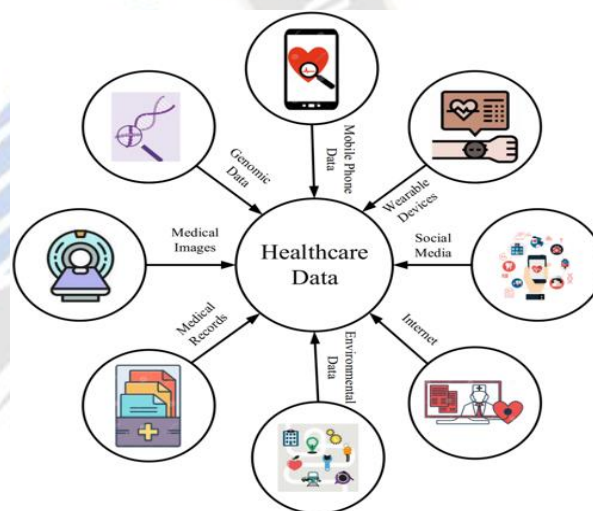 Mobile Phone
Data
Genomic
Data
Wearable
Devices
Medical
Images
Healthcare
Data
Social
Media
Medical
Records
Environmental
Data
Internet